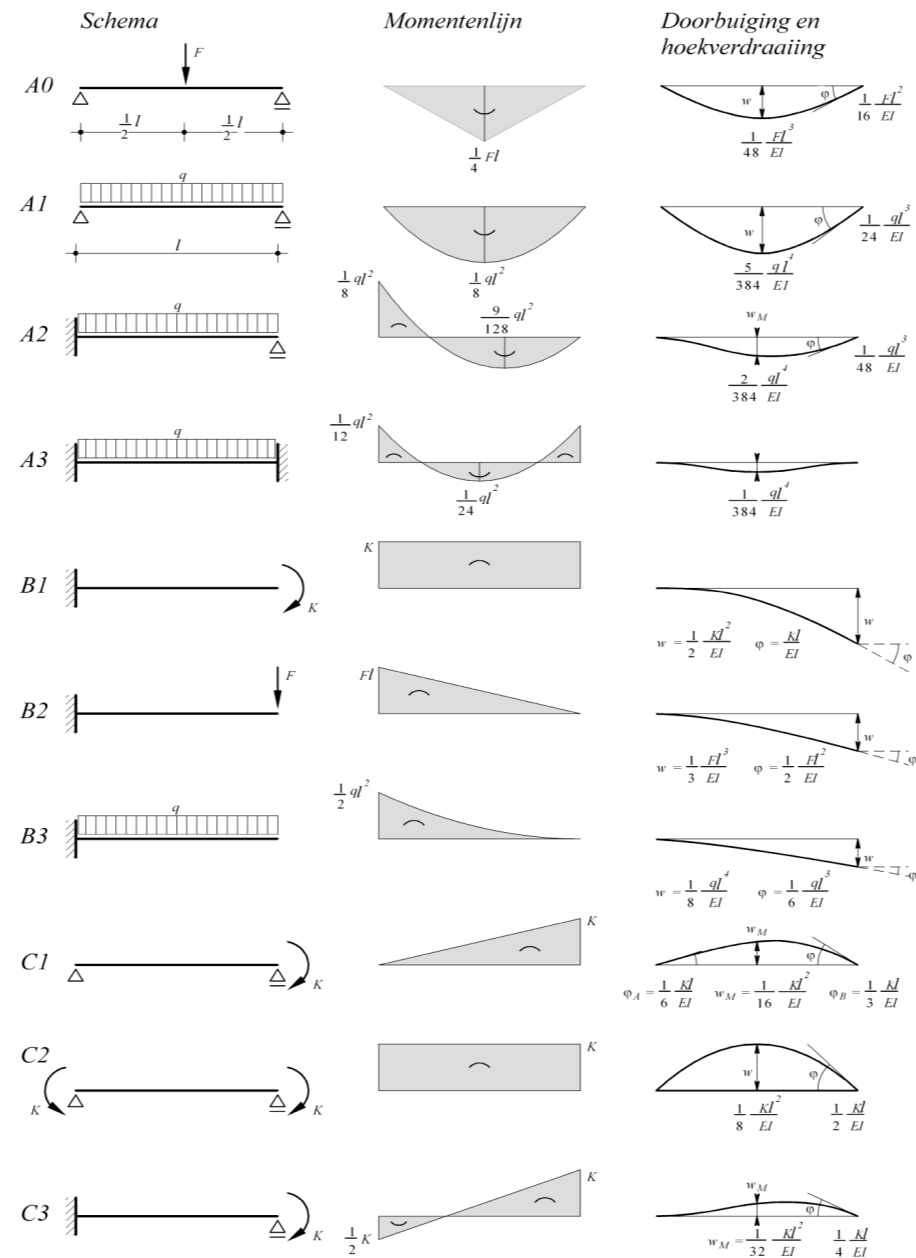 Schema Momentenlijn Doorbuiging en
hoekverdraaiing
A0 F 1/2 l 1/2 l 1/4 Fl w φ 1/16 Fl²/EI 1/48 Fl³/EI
A1 q l 1/8 ql² w φ 1/24 ql³/EI 5/384 ql⁴/EI
A2 q 1/8 ql² 9/128 ql² w_M φ 1/48 ql³/EI 2/384 ql⁴/EI
A3 q 1/12 ql² 1/24 ql² 1/384 ql⁴/EI
B1 K K w φ w = 1/2 Kl²/EI φ = Kl/EI
B2 F Fl w φ w = 1/3 Fl³/EI φ = 1/2 Fl²/EI
B3 q 1/2 ql² w φ w = 1/8 ql⁴/EI φ = 1/6 ql³/EI
C1 K K w_M φ φ_A = 1/6 Kl/EI w_M = 1/16 Kl²/EI φ_B = 1/3 Kl/EI
C2 K K K w φ 1/8 Kl²/EI 1/2 Kl/EI
C3 K 1/2 K K w_M φ w_M = 1/32 Kl²/EI 1/4 Kl/EI